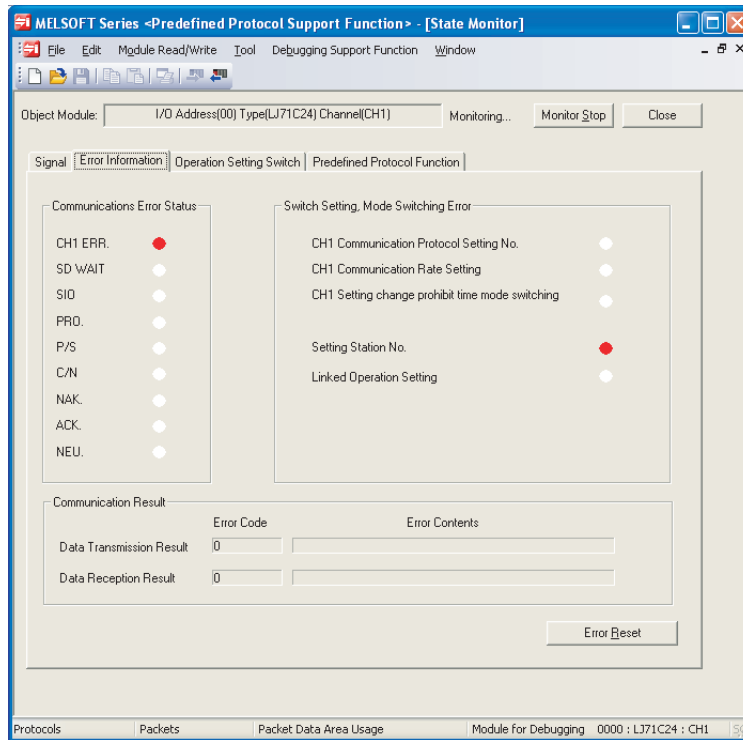 MELSOFT Series <Predefined Protocol Support Function> - [State Monitor]
File Edit Module Read/Write Tool Debugging Support Function Window
Object Module: I/O Address(00) Type(LJ71C24) Channel(CH1) Monitoring... Monitor Stop Close
Signal Error Information Operation Setting Switch Predefined Protocol Function
Communications Error Status
CH1 ERR.
SD WAIT
SIO
PRO.
P/S
C/N
NAK.
ACK.
NEU.
Switch Setting, Mode Switching Error
CH1 Communication Protocol Setting No.
CH1 Communication Rate Setting
CH1 Setting change prohibit time mode switching
Setting Station No.
Linked Operation Setting
Communication Result
Error Code Error Contents
Data Transmission Result 0
Data Reception Result 0
Error Reset
Protocols Packets Packet Data Area Usage Module for Debugging 0000 : LJ71C24 : CH1